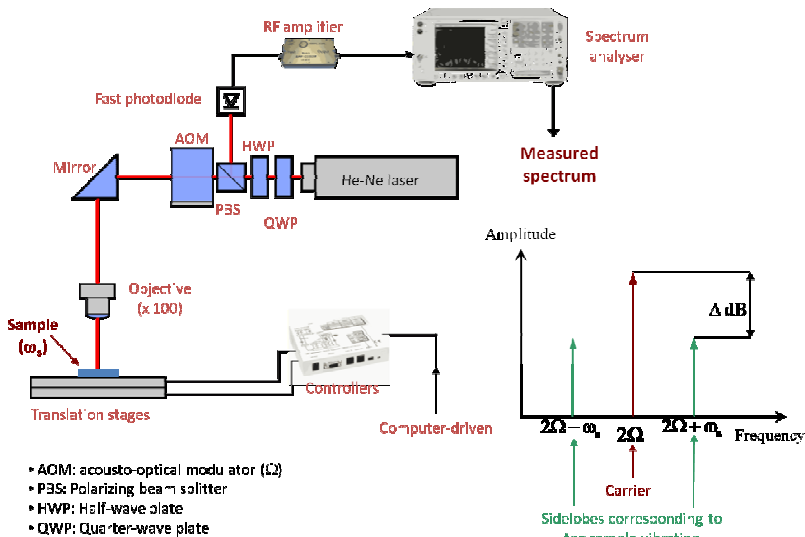 RF amplifier
Spectrum
analyser
Fast photodiode
AOM
HWP
Mirror
He-Ne laser
PBS
QWP
Measured
spectrum
Amplitude
Objective
(x 100)
Δ dB
Sample
(ωs)
Controllers
Translation stages
Computer-driven
2Ω − ωs
2Ω
2Ω + ωs
Frequency
Carrier
• AOM: acousto-optical modulator (Ω)
• PBS: Polarizing beam splitter
• HWP: Half-wave plate
• QWP: Quarter-wave plate
Sidelobes corresponding to